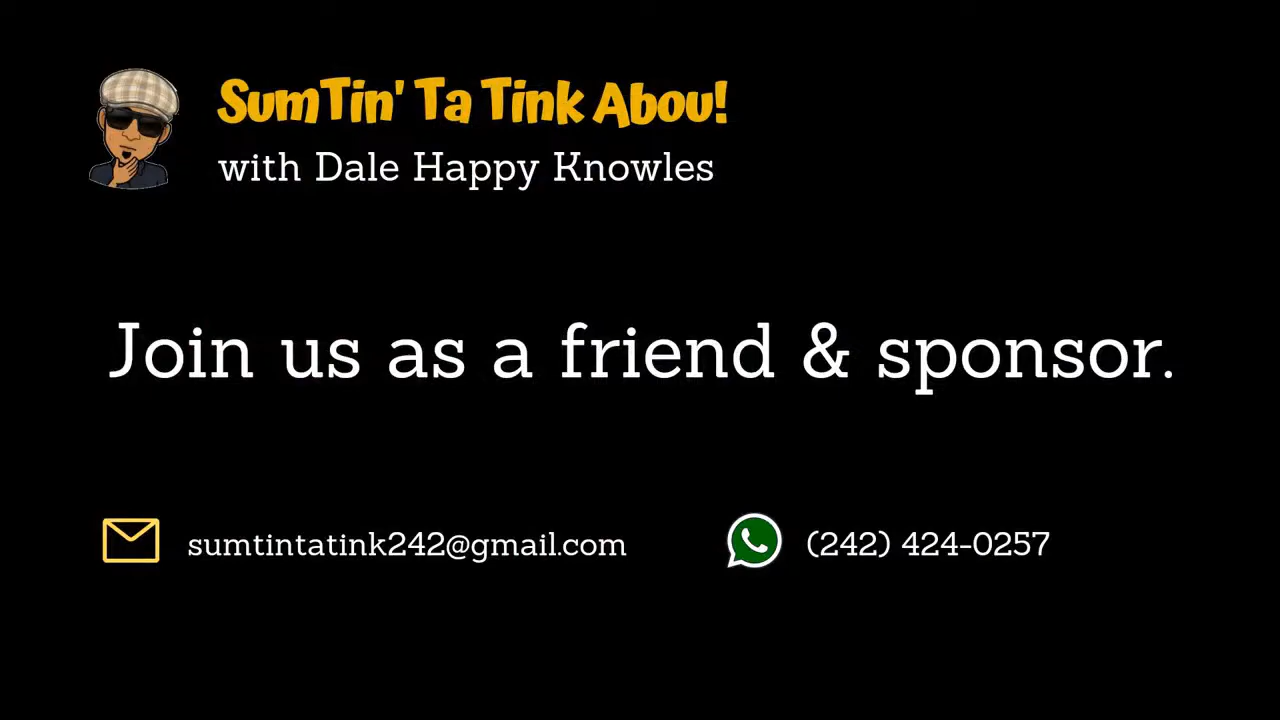 SumTin' Ta Tink Abou!
with Dale Happy Knowles
Join us as a friend & sponsor.
sumtintatink242@gmail.com
(242) 424-0257